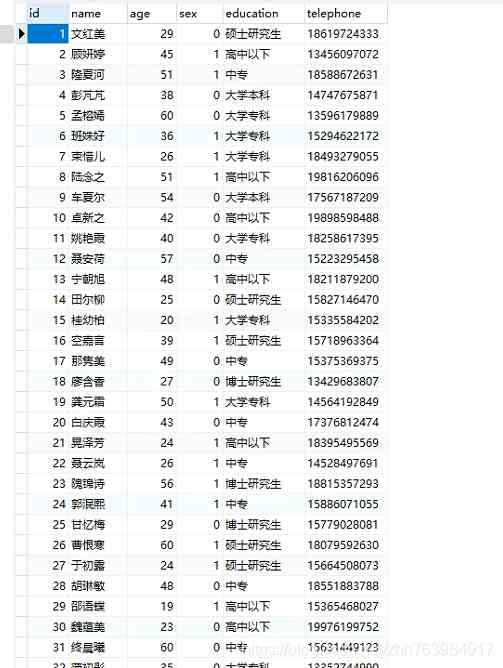 id name age sex education telephone
1 文红美 29 0 硕士研究生 18619724333
2 顾妍婷 45 1 高中以下 13456097072
3 隆夏河 51 1 中专 18588672631
4 彭芃芃 38 0 大学本科 14747675871
5 孟榕嫣 60 0 大学专科 13596179889
6 班姝好 36 1 大学专科 15294622172
7 束惜儿 26 1 大学专科 18493279055
8 陆念之 51 1 高中以下 19816206096
9 车夏尔 54 0 大学本科 17567187209
10 卓新之 42 0 高中以下 19898598488
11 姚艳霞 40 0 大学专科 18258617395
12 聂安荷 57 0 中专 15223295458
13 宁朝旭 48 1 高中以下 18211879200
14 田尔柳 25 0 硕士研究生 15827146470
15 桂幼柏 20 1 大学专科 15335584202
16 空嘉言 39 1 硕士研究生 15718963364
17 那隽美 49 0 中专 15375369375
18 廖含香 27 0 博士研究生 13429683807
19 龚元霜 50 1 大学专科 14564192849
20 白庆霞 43 0 中专 17376812474
21 晃泽芳 24 1 高中以下 18395495569
22 聂云岚 26 1 中专 14528497691
23 隗锦诗 56 1 博士研究生 18815357293
24 郭泯熙 41 1 中专 15886071055
25 甘忆梅 29 0 博士研究生 15779028081
26 曹恨寒 60 1 硕士研究生 18079592630
27 于初露 24 1 硕士研究生 15664508073
28 胡琳敏 48 0 中专 18551883788
29 邵语蝶 19 1 高中以下 15365468027
30 魏蕴美 23 0 高中以下 19976199752
31 终晨曦 60 0 中专 15631449123
32 35 0 大学专科 13352744900